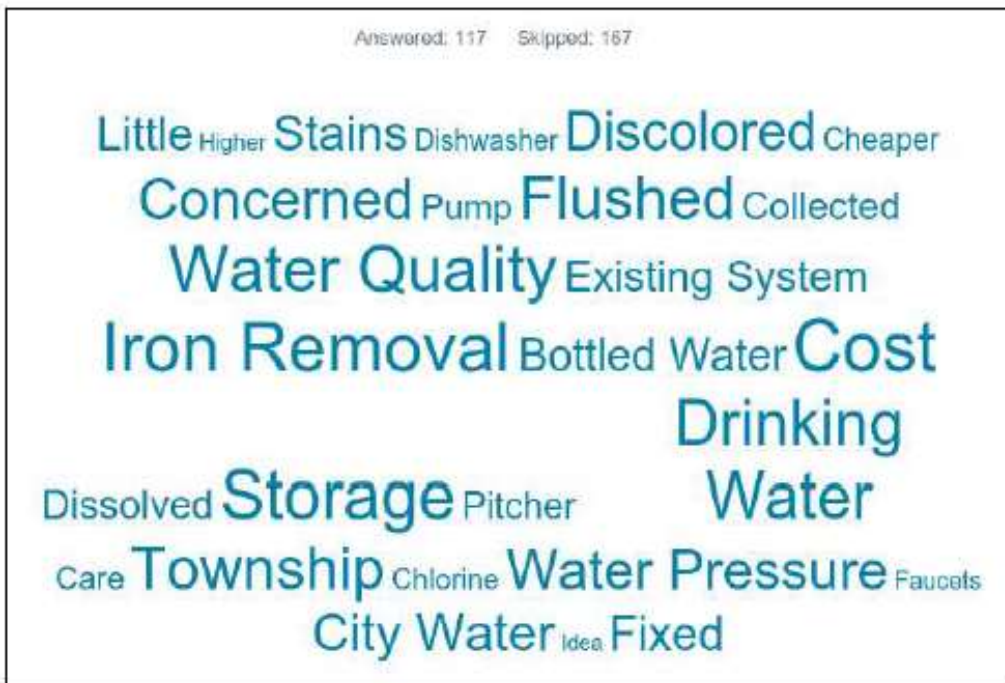 Answered: 117 Skipped: 167
Little Higher Stains Dishwasher Discolored Cheaper
Concerned Pump Flushed Collected
Water Quality Existing System
Iron Removal Bottled Water Cost
Drinking
Dissolved Storage Pitcher Water
Care Township Chlorine Water Pressure Faucets
City Water Idea Fixed